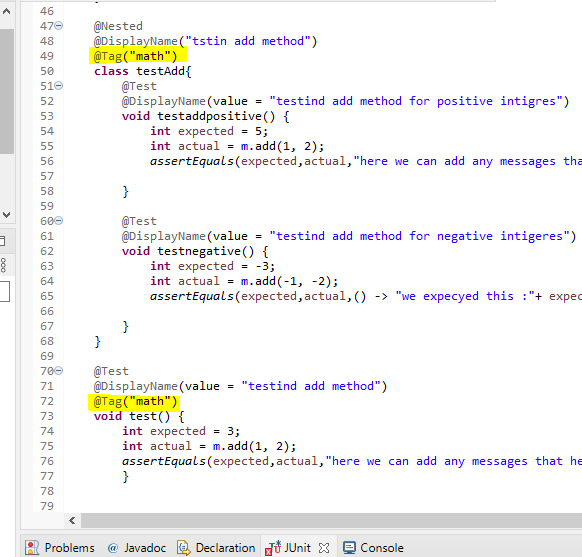 46
47 @Nested
48 @DisplayName("tstin add method")
49 @Tag("math")
50 class testAdd{
51 @Test
52 @DisplayName(value = "testind add method for positive intigres")
53 void testaddpositive() {
54 int expected = 5;
55 int actual = m.add(1, 2);
56 assertEquals(expected,actual,"here we can add any messages tha
57
58 }
59
60 @Test
61 @DisplayName(value = "testind add method for negative intigeres")
62 void testnegative() {
63 int expected = -3;
64 int actual = m.add(-1, -2);
65 assertEquals(expected,actual,() -> "we expecyed this :"+ expec
66
67 }
68 }
69
70 @Test
71 @DisplayName(value = "testind add method")
72 @Tag("math")
73 void test() {
74 int expected = 3;
75 int actual = m.add(1, 2);
76 assertEquals(expected,actual,"here we can add any messages that he
77 }
78
79
Problems @ Javadoc Declaration JUnit Console